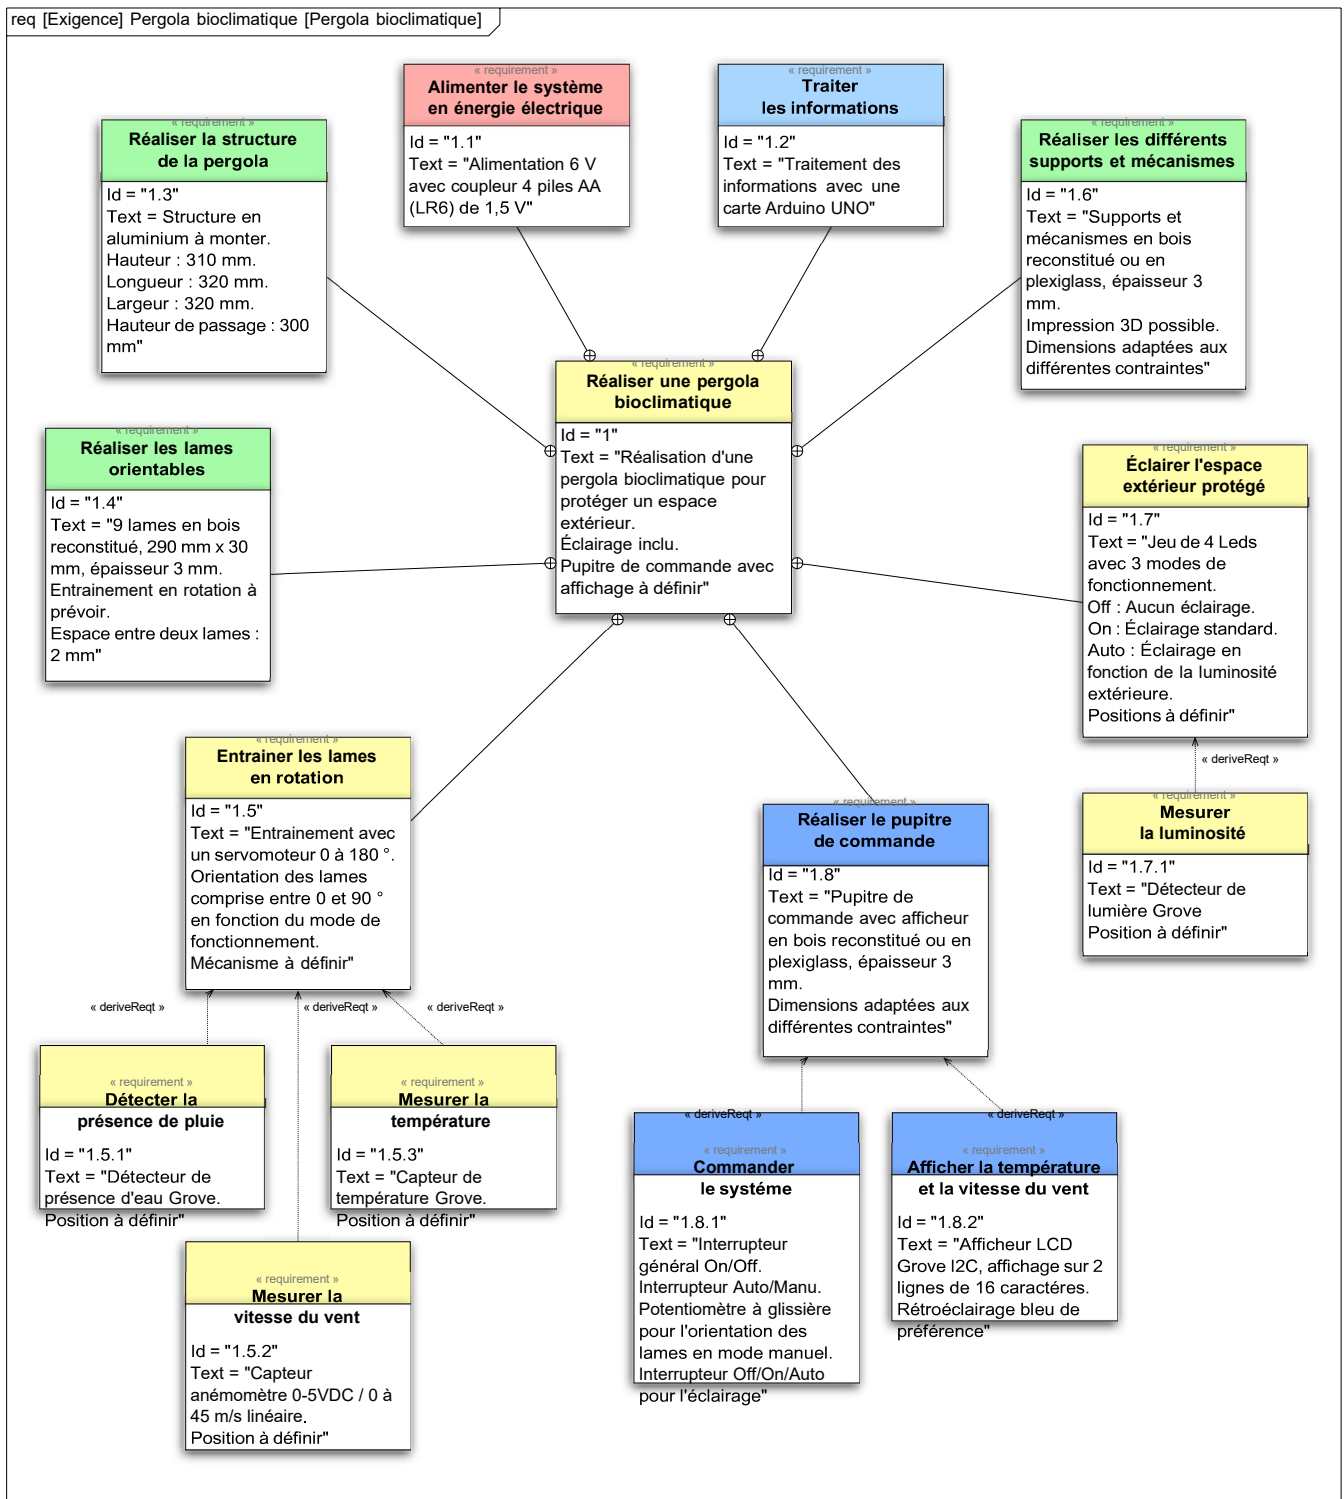 req [Exigence] Pergola bioclimatique [Pergola bioclimatique]
« requirement »
Alimenter le système
en énergie électrique
Id = "1.1"
Text = "Alimentation 6 V
avec coupleur 4 piles AA
(LR6) de 1,5 V"
« requirement »
Traiter
les informations
Id = "1.2"
Text = "Traitement des
informations avec une
carte Arduino UNO"
« requirement »
Réaliser la structure
de la pergola
Id = "1.3"
Text = Structure en
aluminium à monter.
Hauteur : 310 mm.
Longueur : 320 mm.
Largeur : 320 mm.
Hauteur de passage : 300
mm"
« requirement »
Réaliser les différents
supports et mécanismes
Id = "1.6"
Text = "Supports et
mécanismes en bois
reconstitué ou en
plexiglass, épaisseur 3
mm.
Impression 3D possible.
Dimensions adaptées aux
différentes contraintes"
« requirement »
Réaliser une pergola
bioclimatique
Id = "1"
Text = "Réalisation d'une
pergola bioclimatique pour
protéger un espace
extérieur.
Éclairage inclu.
Pupitre de commande avec
affichage à définir"
« requirement »
Réaliser les lames
orientables
Id = "1.4"
Text = "9 lames en bois
reconstitué, 290 mm x 30
mm, épaisseur 3 mm.
Entrainement en rotation à
prévoir.
Espace entre deux lames :
2 mm"
« requirement »
Éclairer l'espace
extérieur protégé
Id = "1.7"
Text = "Jeu de 4 Leds
avec 3 modes de
fonctionnement.
Off : Aucun éclairage.
On : Éclairage standard.
Auto : Éclairage en
fonction de la luminosité
extérieure.
Positions à définir"
« deriveReqt »
« requirement »
Mesurer
la luminosité
Id = "1.7.1"
Text = "Détecteur de
lumière Grove
Position à définir"
« requirement »
Entrainer les lames
en rotation
Id = "1.5"
Text = "Entrainement avec
un servomoteur 0 à 180 °.
Orientation des lames
comprise entre 0 et 90 °
en fonction du mode de
fonctionnement.
Mécanisme à définir"
« requirement »
Réaliser le pupitre
de commande
Id = "1.8"
Text = "Pupitre de
commande avec afficheur
en bois reconstitué ou en
plexiglass, épaisseur 3
mm.
Dimensions adaptées aux
différentes contraintes"
« deriveReqt »
« deriveReqt »
« deriveReqt »
« requirement »
Détecter la
présence de pluie
Id = "1.5.1"
Text = "Détecteur de
présence d'eau Grove.
Position à définir"
« requirement »
Mesurer la
température
Id = "1.5.3"
Text = "Capteur de
température Grove.
Position à définir"
« requirement »
Mesurer la
vitesse du vent
Id = "1.5.2"
Text = "Capteur
anémomètre 0-5VDC / 0 à
45 m/s linéaire.
Position à définir"
« deriveReqt »
« requirement »
Commander
le systéme
Id = "1.8.1"
Text = "Interrupteur
général On/Off.
Interrupteur Auto/Manu.
Potentiomètre à glissière
pour l'orientation des
lames en mode manuel.
Interrupteur Off/On/Auto
pour l'éclairage"
« deriveReqt »
« requirement »
Afficher la température
et la vitesse du vent
Id = "1.8.2"
Text = "Afficheur LCD
Grove I2C, affichage sur 2
lignes de 16 caractéres.
Rétroéclairage bleu de
préférence"